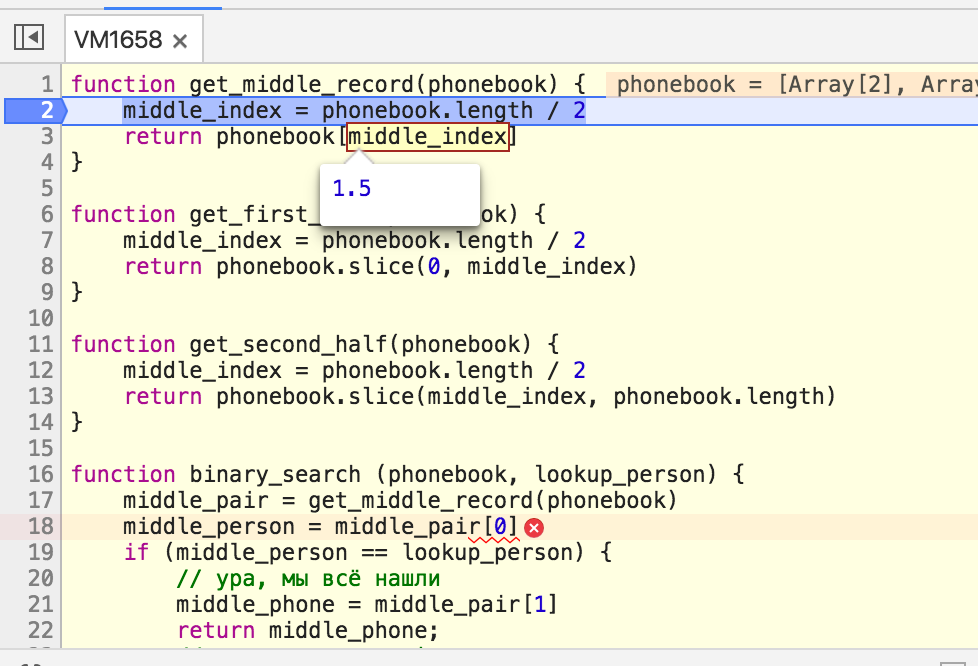 VM1658 ×
1 function get_middle_record(phonebook) { phonebook = [Array[2], Array
2 middle_index = phonebook.length / 2
3 return phonebook[middle_index]
4 }
1.5
5
6 function get_first_ ok) {
7 middle_index = phonebook.length / 2
8 return phonebook.slice(0, middle_index)
9 }
10
11 function get_second_half(phonebook) {
12 middle_index = phonebook.length / 2
13 return phonebook.slice(middle_index, phonebook.length)
14 }
15
16 function binary_search (phonebook, lookup_person) {
17 middle_pair = get_middle_record(phonebook)
18 middle_person = middle_pair[0]
19 if (middle_person == lookup_person) {
20 // ура, мы всё нашли
21 middle_phone = middle_pair[1]
22 return middle_phone;